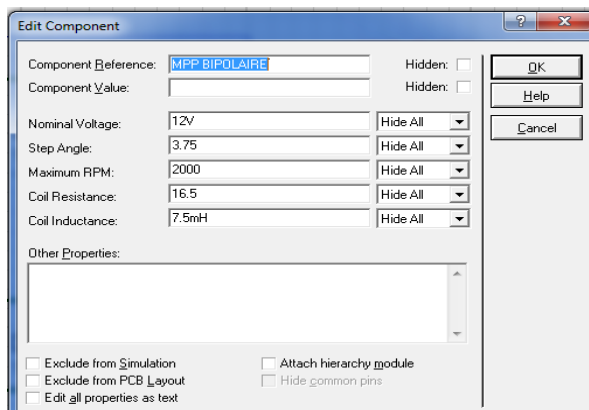 Edit Component
Component Reference: MPP BIPOLAIRE Hidden: OK
Component Value: Hidden: Help
Nominal Voltage: 12V Hide All Cancel
Step Angle: 3.75 Hide All
Maximum RPM: 2000 Hide All
Coil Resistance: 16.5 Hide All
Coil Inductance: 7.5mH Hide All
Other Properties:
Exclude from Simulation Attach hierarchy module
Exclude from PCB Layout Hide common pins
Edit all properties as text